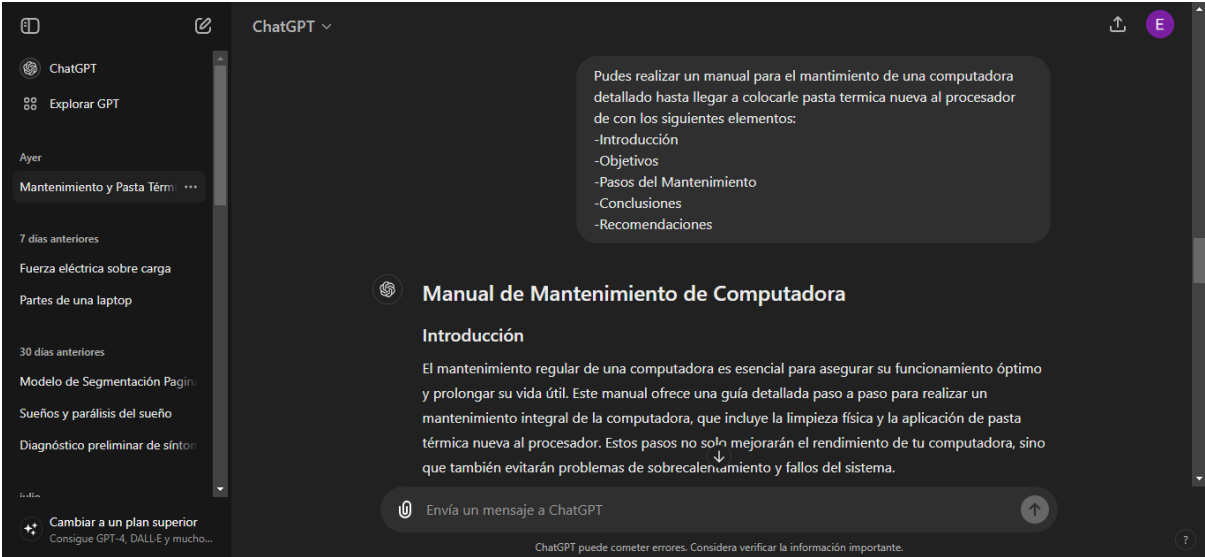 ChatGPT
Explorar GPT
Ayer
Mantenimiento y Pasta Térmi ...
7 días anteriores
Fuerza eléctrica sobre carga
Partes de una laptop
30 días anteriores
Modelo de Segmentación Pagin
Sueños y parálisis del sueño
Diagnóstico preliminar de síntom
julio
Cambiar a un plan superior
Consigue GPT-4, DALL·E y mucho...
ChatGPT
E
Pudes realizar un manual para el mantimiento de una computadora
detallado hasta llegar a colocarle pasta termica nueva al procesador
de con los siguientes elementos:
-Introducción
-Objetivos
-Pasos del Mantenimiento
-Conclusiones
-Recomendaciones
Manual de Mantenimiento de Computadora
Introducción
El mantenimiento regular de una computadora es esencial para asegurar su funcionamiento óptimo
y prolongar su vida útil. Este manual ofrece una guía detallada paso a paso para realizar un
mantenimiento integral de la computadora, que incluye la limpieza física y la aplicación de pasta
térmica nueva al procesador. Estos pasos no solo mejorarán el rendimiento de tu computadora, sino
que también evitarán problemas de sobrecalentamiento y fallos del sistema.
Envía un mensaje a ChatGPT
ChatGPT puede cometer errores. Considera verificar la información importante.
?